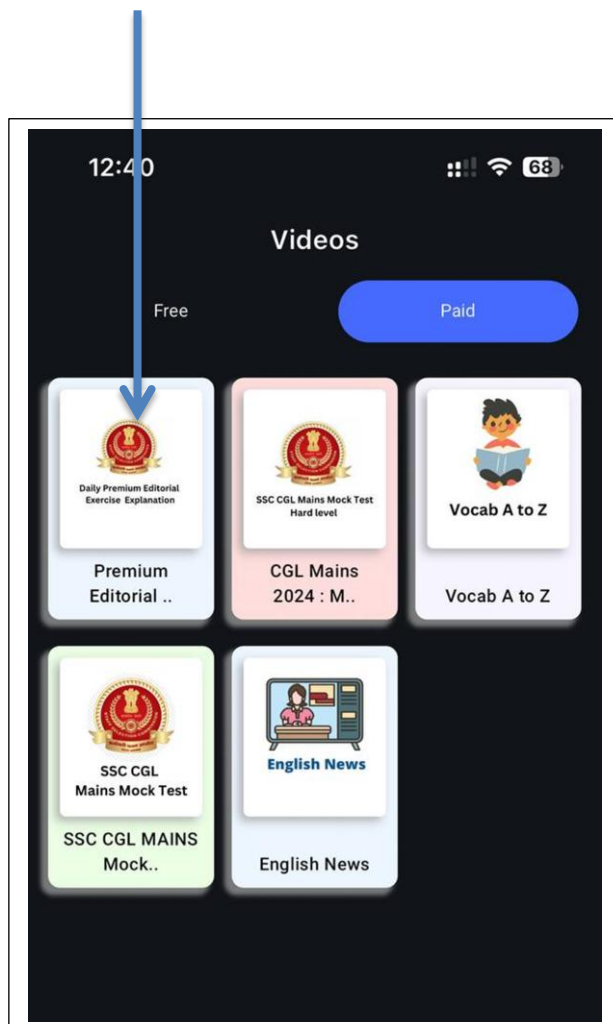 12:40
68
Videos
Free
Paid
Daily Premium Editorial
Exercise Explanation
Premium
Editorial ..
SSC CGL Mains Mock Test
Hard level
CGL Mains
2024 : M..
Vocab A to Z
Vocab A to Z
SSC CGL
Mains Mock Test
SSC CGL MAINS
Mock..
English News
English News